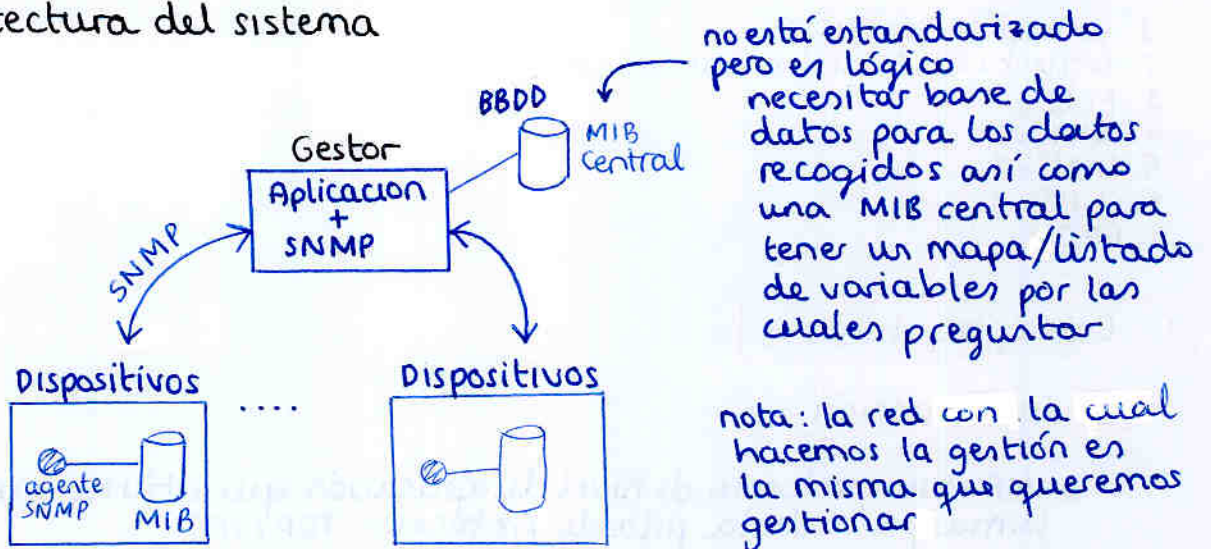 tectura del sistema
no está estandarizado
pero es lógico
necesitar base de
datos para los datos
recogidos así como
una MIB central para
tener un mapa/listado
de variables por las
cuales preguntar
BBDD
MIB
Central
Gestor
Aplicacion
+
SNMP
SNMP
Dispositivos
....
Dispositivos
agente
SNMP
MIB
nota: la red con la cual
hacemos la gestión es
la misma que queremos
gestionar